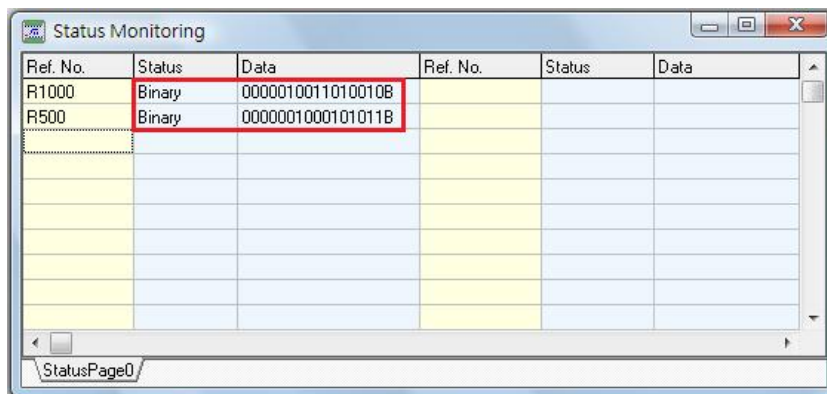 Status Monitoring
Ref. No. Status Data Ref. No. Status Data
R1000 Binary 0000010011010010B
R500 Binary 0000001000101011B
StatusPage0